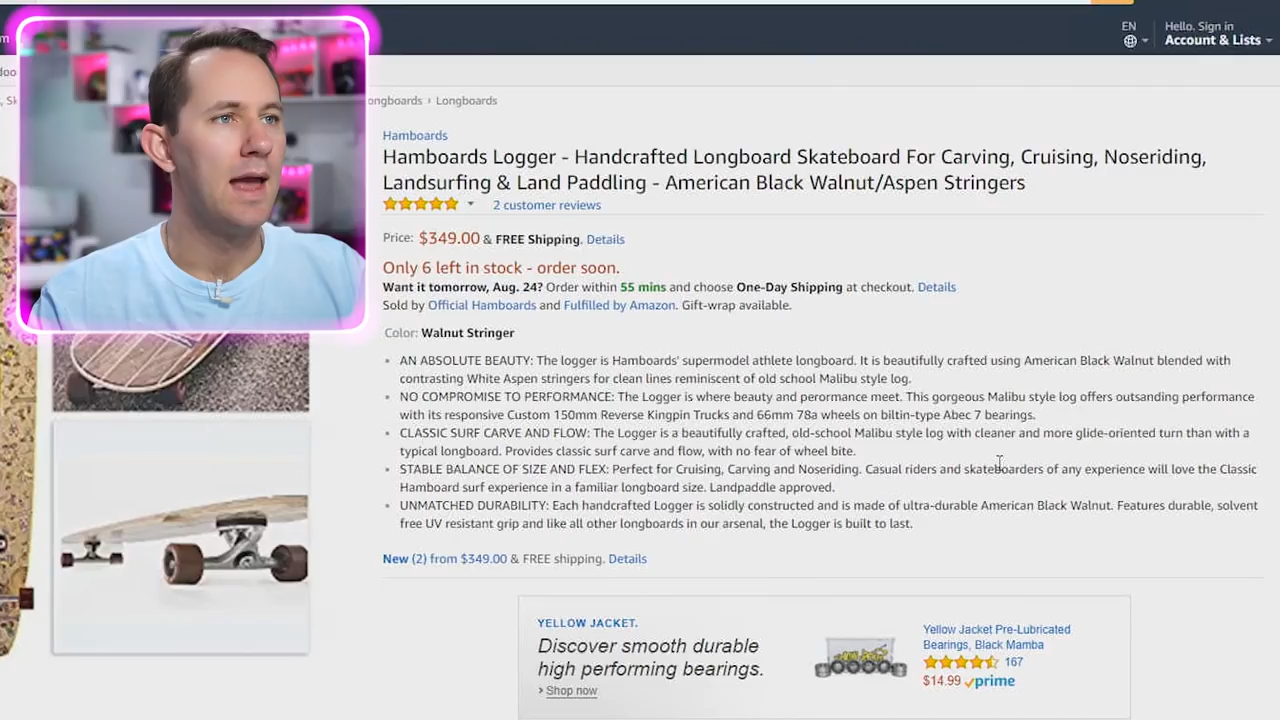 EN
Hello. Sign in
Account & Lists
ongboards › Longboards
Hamboards
Hamboards Logger - Handcrafted Longboard Skateboard For Carving, Cruising, Noseriding,
Landsurfing & Land Paddling - American Black Walnut/Aspen Stringers
2 customer reviews
Price: $349.00 & FREE Shipping. Details
Only 6 left in stock - order soon.
Want it tomorrow, Aug. 24? Order within 55 mins and choose One-Day Shipping at checkout. Details
Sold by Official Hamboards and Fulfilled by Amazon. Gift-wrap available.
Color: Walnut Stringer
• AN ABSOLUTE BEAUTY: The logger is Hamboards' supermodel athlete longboard. It is beautifully crafted using American Black Walnut blended with
contrasting White Aspen stringers for clean lines reminiscent of old school Malibu style log.
• NO COMPROMISE TO PERFORMANCE: The Logger is where beauty and perormance meet. This gorgeous Malibu style log offers outsanding performance
with its responsive Custom 150mm Reverse Kingpin Trucks and 66mm 78a wheels on biltin-type Abec 7 bearings.
• CLASSIC SURF CARVE AND FLOW: The Logger is a beautifully crafted, old-school Malibu style log with cleaner and more glide-oriented turn than with a
typical longboard. Provides classic surf carve and flow, with no fear of wheel bite.
• STABLE BALANCE OF SIZE AND FLEX: Perfect for Cruising, Carving and Noseriding. Casual riders and skateboarders of any experience will love the Classic
Hamboard surf experience in a familiar longboard size. Landpaddle approved.
• UNMATCHED DURABILITY: Each handcrafted Logger is solidly constructed and is made of ultra-durable American Black Walnut. Features durable, solvent
free UV resistant grip and like all other longboards in our arsenal, the Logger is built to last.
New (2) from $349.00 & FREE shipping. Details
YELLOW JACKET.
Discover smooth durable
high performing bearings.
› Shop now
Yellow Jacket Pre-Lubricated
Bearings, Black Mamba
167
$14.99 prime